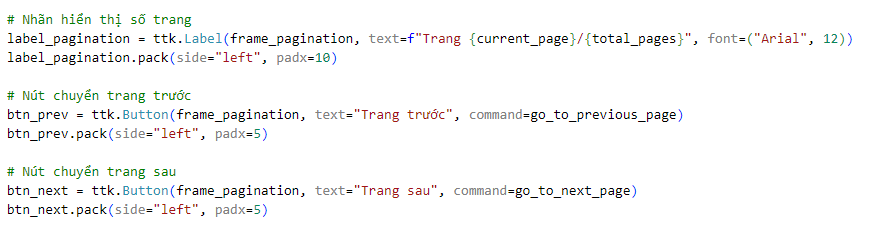 # Nhãn hiển thị số trang
label_pagination = ttk.Label(frame_pagination, text=f"Trang {current_page}/{total_pages}", font=("Arial", 12))
label_pagination.pack(side="left", padx=10)
# Nút chuyển trang trước
btn_prev = ttk.Button(frame_pagination, text="Trang trước", command=go_to_previous_page)
btn_prev.pack(side="left", padx=5)
# Nút chuyển trang sau
btn_next = ttk.Button(frame_pagination, text="Trang sau", command=go_to_next_page)
btn_next.pack(side="left", padx=5)